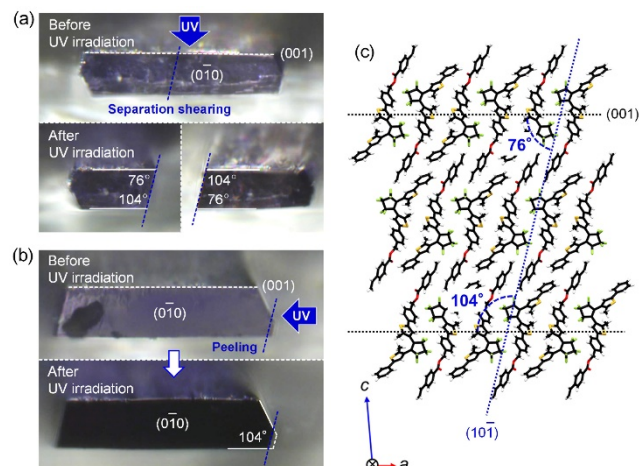 (a)
Before
UV irradiation
UV
(001)
(01̄0)
Separation shearing
After
UV irradiation
76°
104°
104°
76°
(b)
Before
UV irradiation
(001)
(01̄0)
UV
Peeling
After
UV irradiation
(01̄0)
104°
(c)
(001)
76°
104°
(101̄)
c
a